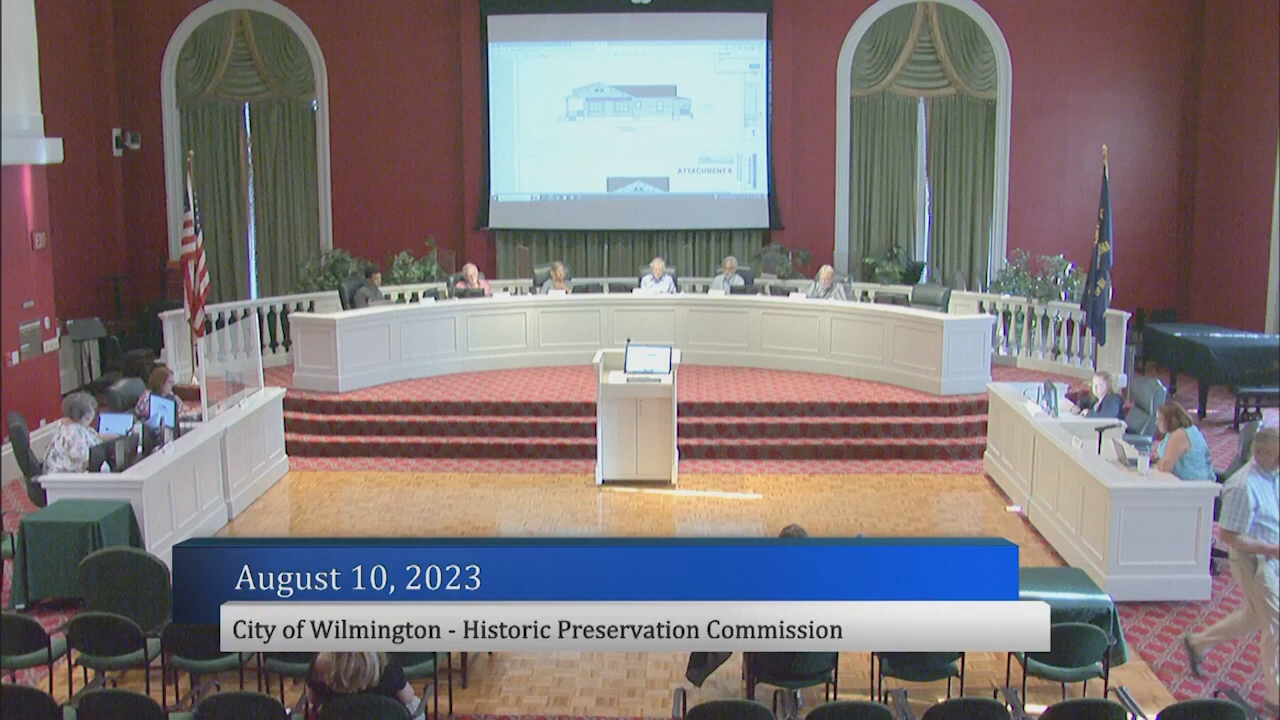 ATTACHMENT 6
August 10, 2023
City of Wilmington - Historic Preservation Commission